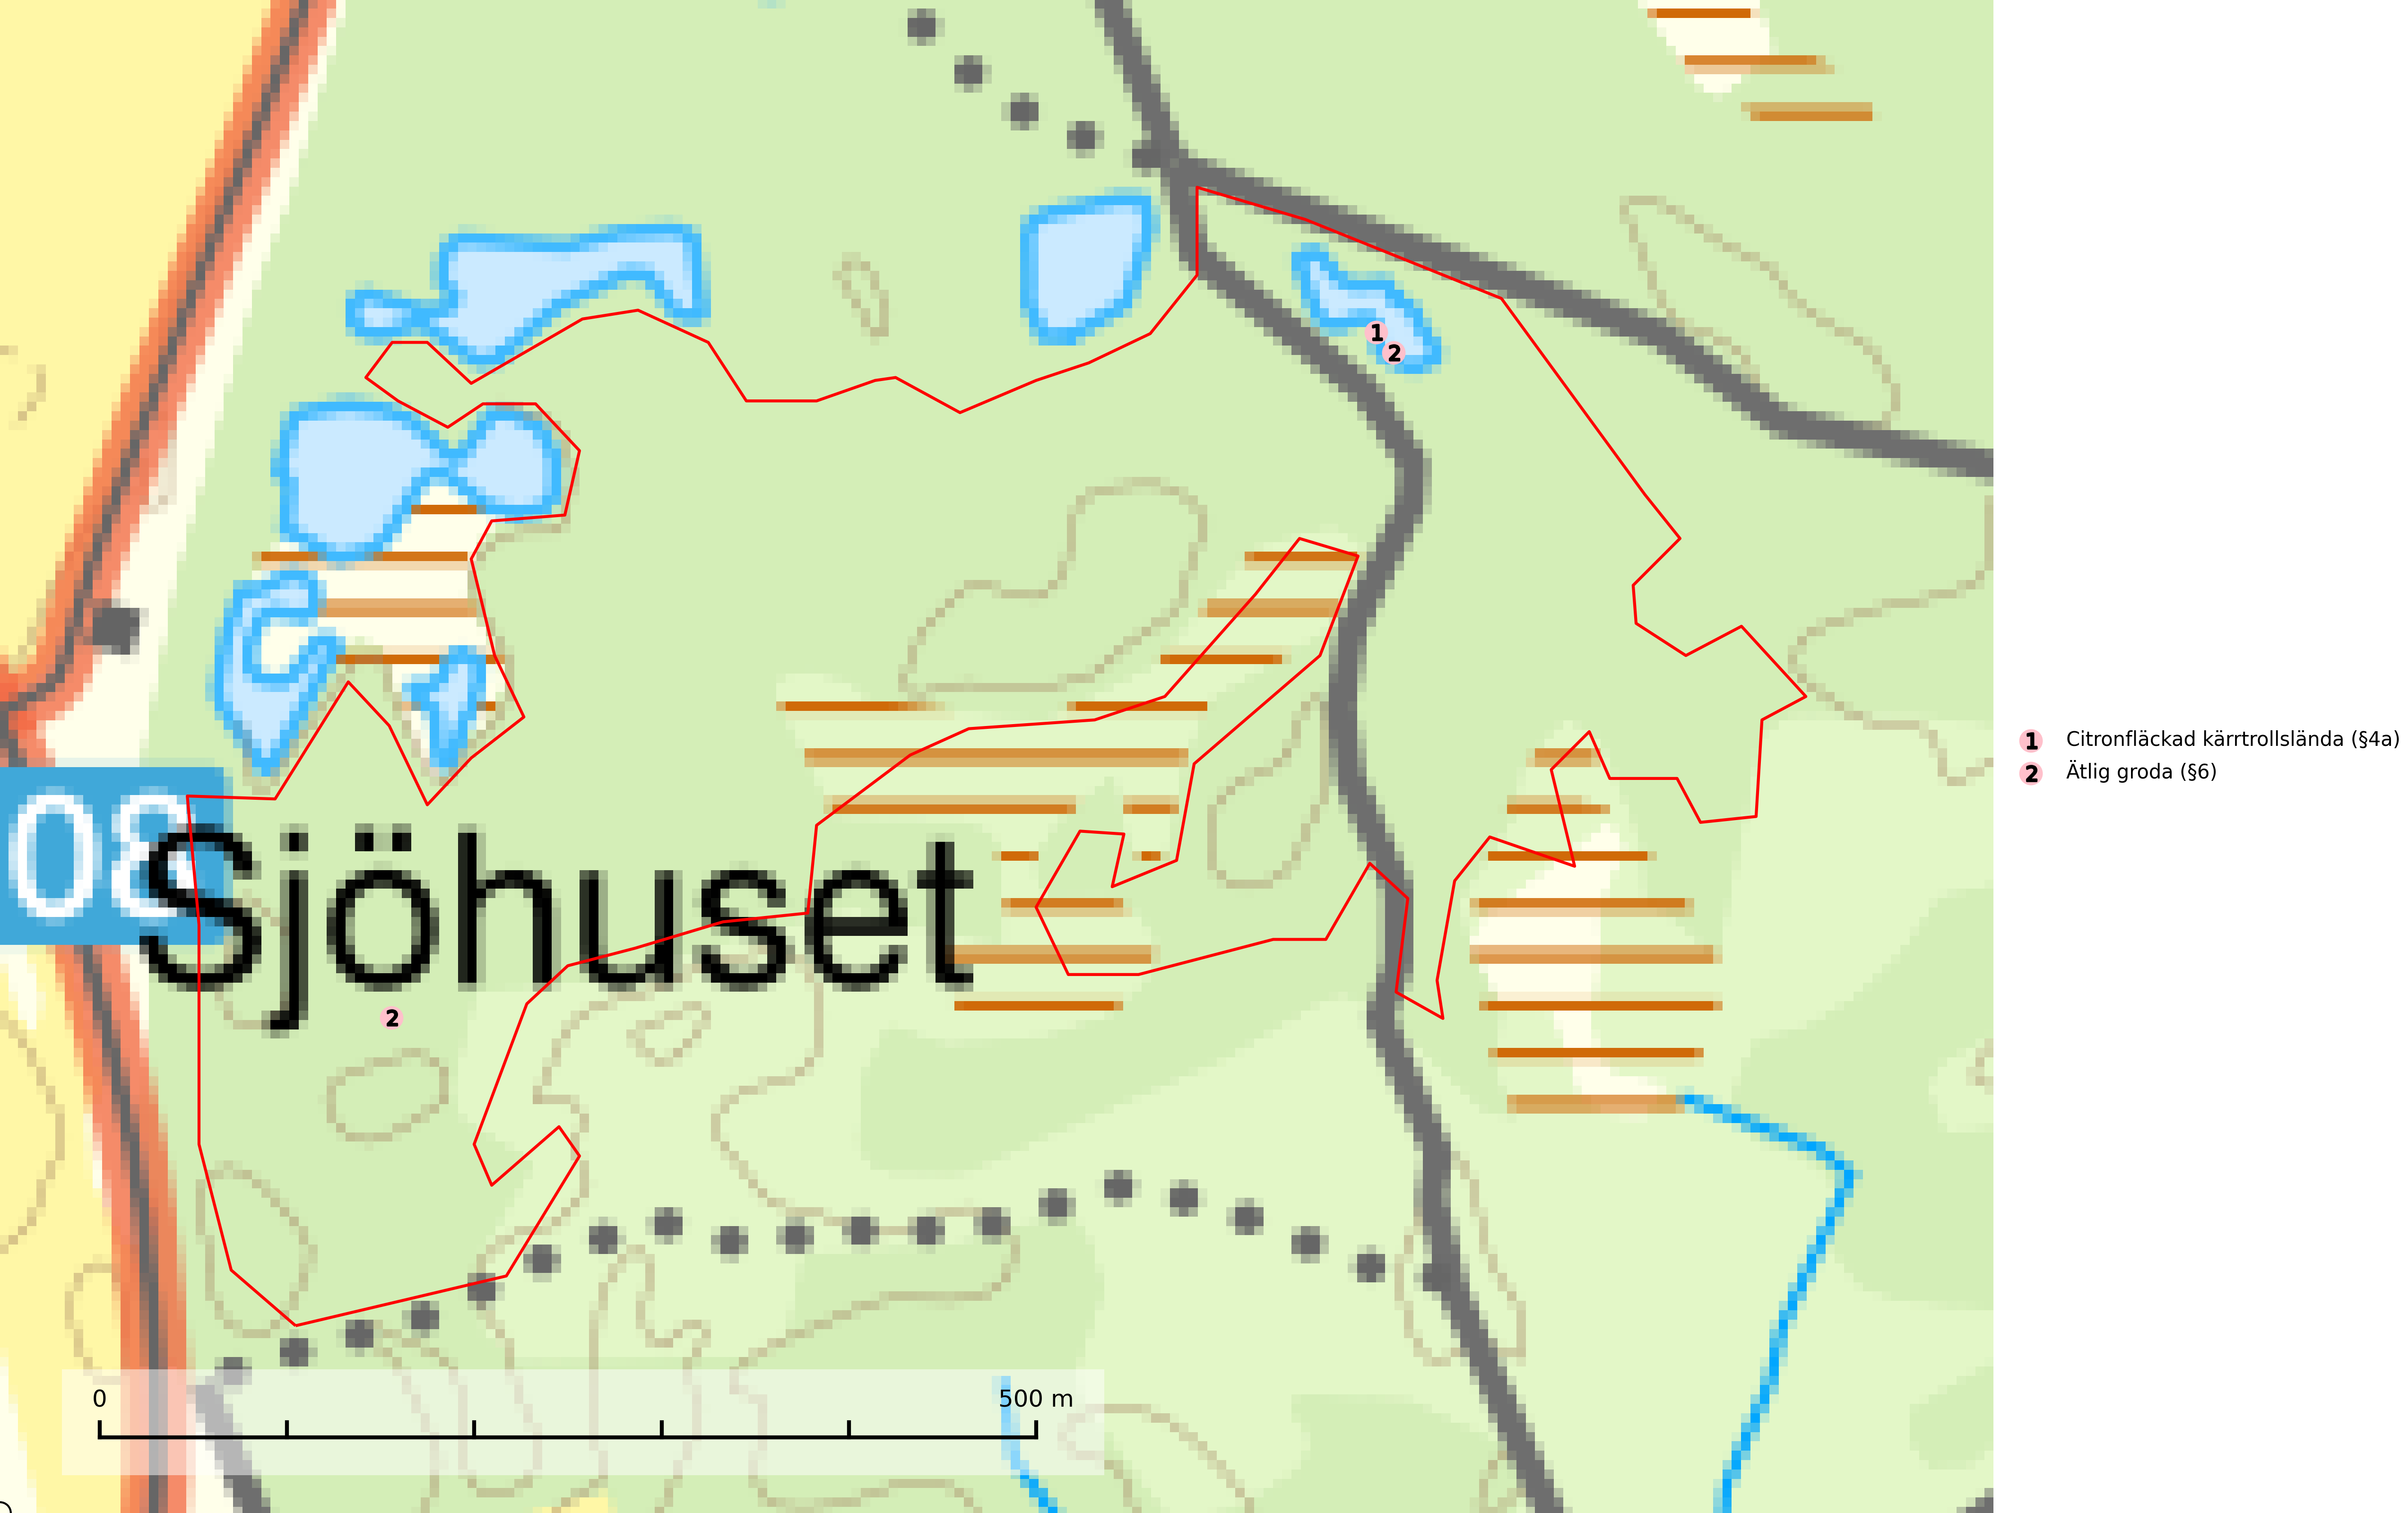 1
2
1 Citronfläckad kärrtrollslända (§4a)
2 Ätlig groda (§6)
08
Sjöhuset
2
0 500 m